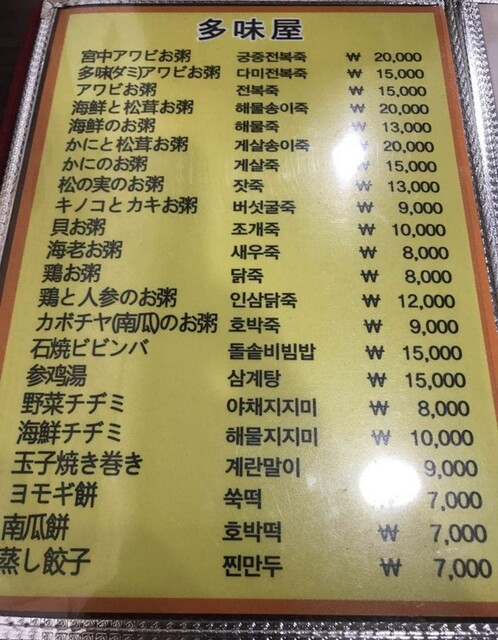 多味屋
宮中アワビお粥 궁중전복죽 ₩ 20,000
多味(ダミ)アワビお粥 다미전복죽 ₩ 15,000
アワビお粥 전복죽 ₩ 15,000
海鮮と松茸お粥 해물송이죽 ₩ 20,000
海鮮のお粥 해물죽 ₩ 13,000
かにと松茸お粥 게살송이죽 ₩ 20,000
かにのお粥 게살죽 ₩ 15,000
松の実のお粥 잣죽 ₩ 13,000
キノコとカキお粥 버섯굴죽 ₩ 9,000
貝お粥 조개죽 ₩ 10,000
海老お粥 새우죽 ₩ 8,000
鶏お粥 닭죽 ₩ 8,000
鶏と人参のお粥 인삼닭죽 ₩ 12,000
カボチヤ(南瓜)のお粥 호박죽 ₩ 9,000
石焼ビビンバ 돌솥비빔밥 ₩ 15,000
参鸡湯 삼계탕 ₩ 15,000
野菜チヂミ 야채지지미 ₩ 8,000
海鮮チヂミ 해물지지미 ₩ 10,000
玉子焼き巻き 계란말이 ₩ 9,000
ヨモギ餅 쑥떡 ₩ 7,000
南瓜餅 호박떡 ₩ 7,000
蒸し餃子 찐만두 ₩ 7,000